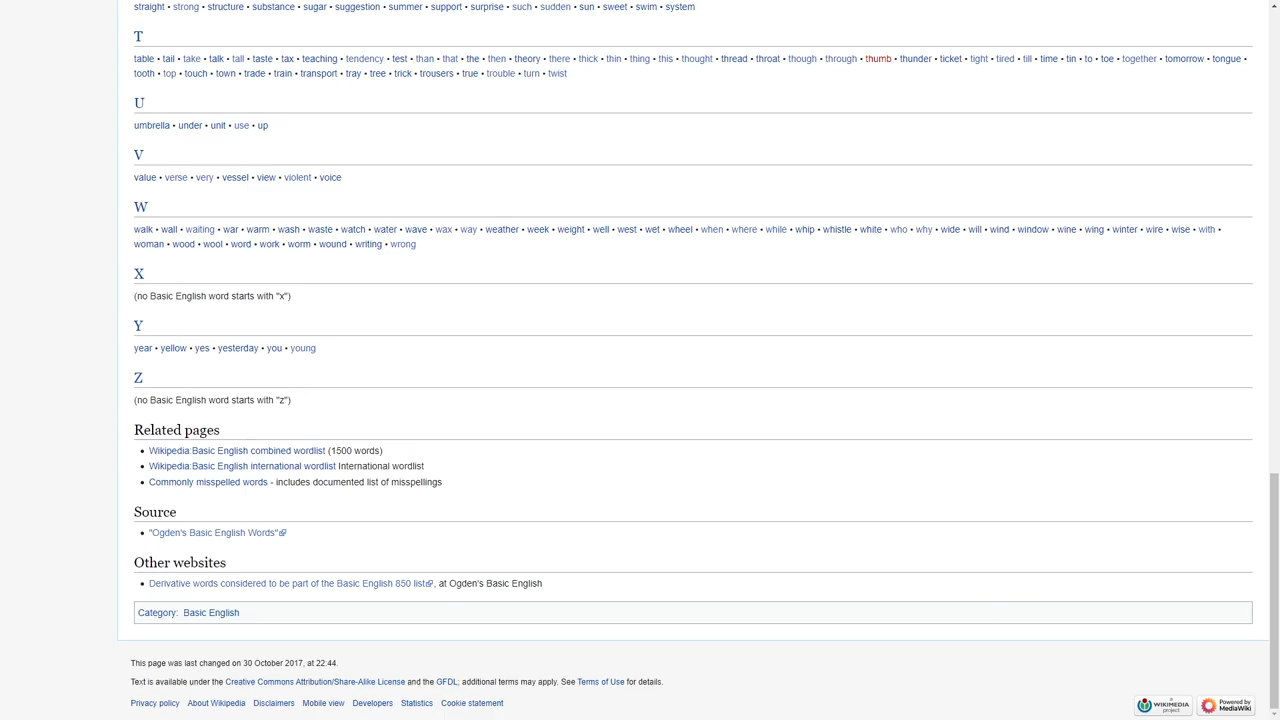 straight • strong • structure • substance • sugar • suggestion • summer • support • surprise • such • sudden • sun • sweet • swim • system
T
table • tail • take • talk • tall • taste • tax • teaching • tendency • test • than • that • the • then • theory • there • thick • thin • thing • this • thought • though • through • thumb • thunder • ticket • tight • tired • till • time • tin • to • toe • together • tomorrow • tongue •
tooth • top • touch • town • trade • train • transport • tray • tree • trick • trousers • true • trouble • turn • twist
U
umbrella • under • unit • use • up
V
value • verse • very • vessel • view • violent • voice
W
walk • wall • waiting • war • warm • wash • waste • watch • water • wave • wax • way • weather • week • weight • well • west • wet • wheel • when • where • while • whip • whistle • white • who • why • wide • will • wind • window • wine • wing • winter • wire • wise • with •
woman • wood • wool • word • work • worm • wound • writing • wrong
X
(no Basic English word starts with "x")
Y
year • yellow • yes • yesterday • you • young
Z
(no Basic English word starts with "z")
Related pages
• Wikipedia:Basic English combined wordlist (1500 words)
• Wikipedia:Basic English international wordlist International wordlist
• Commonly misspelled words - includes documented list of misspellings
Source
• "Ogden's Basic English Words"
Other websites
• Derivative words considered to be part of the Basic English 850 list, at Ogden's Basic English
Category: Basic English
This page was last changed on 30 October 2017, at 22:44.
Text is available under the Creative Commons Attribution/Share-Alike License and the GFDL; additional terms may apply. See Terms of Use for details.
Privacy policy About Wikipedia Disclaimers Mobile view Developers Statistics Cookie statement
A WIKIMEDIA project
Powered by MediaWiki